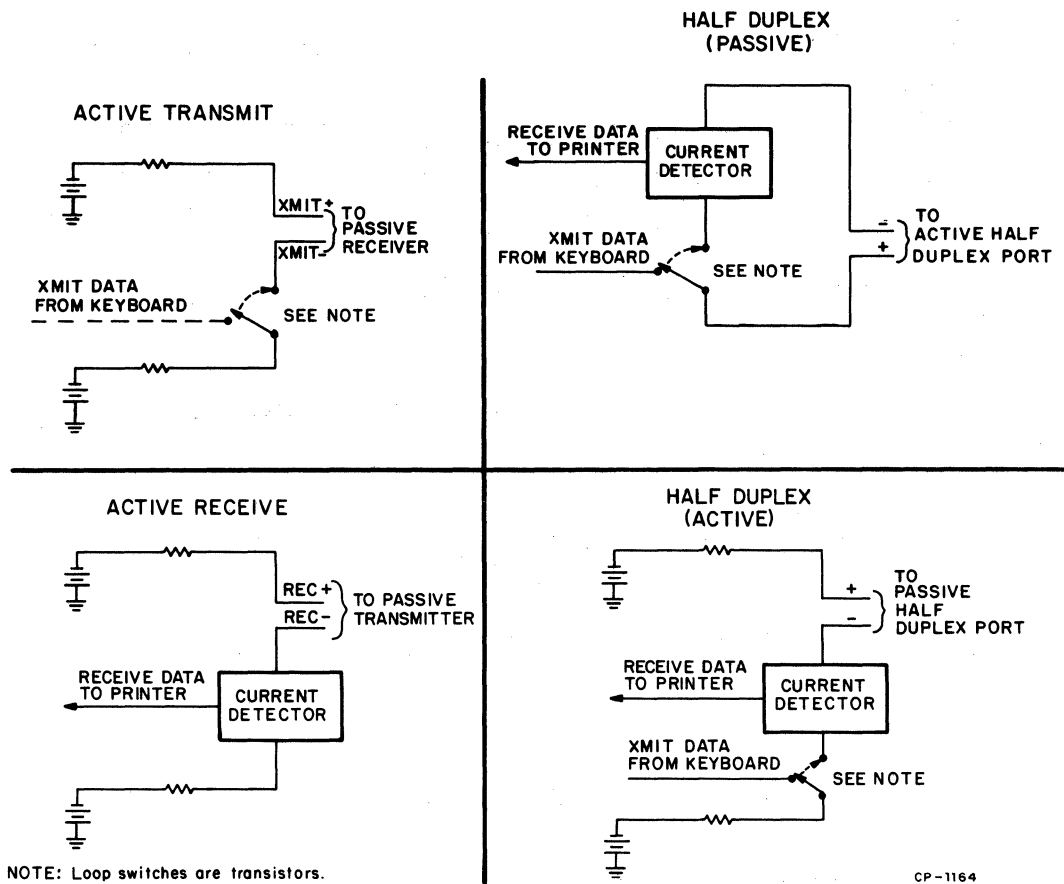 ACTIVE TRANSMIT
XMIT+
XMIT-
TO
PASSIVE
RECEIVER
XMIT DATA
FROM KEYBOARD
SEE NOTE
HALF DUPLEX
(PASSIVE)
RECEIVE DATA
TO PRINTER
CURRENT
DETECTOR
XMIT DATA
FROM KEYBOARD
SEE NOTE
-
+
TO
ACTIVE HALF
DUPLEX PORT
ACTIVE RECEIVE
REC+
REC-
TO PASSIVE
TRANSMITTER
RECEIVE DATA
TO PRINTER
CURRENT
DETECTOR
HALF DUPLEX
(ACTIVE)
+
-
TO
PASSIVE
HALF
DUPLEX PORT
RECEIVE DATA
TO PRINTER
CURRENT
DETECTOR
XMIT DATA
FROM KEYBOARD
SEE NOTE
NOTE: Loop switches are transistors.
CP-1164